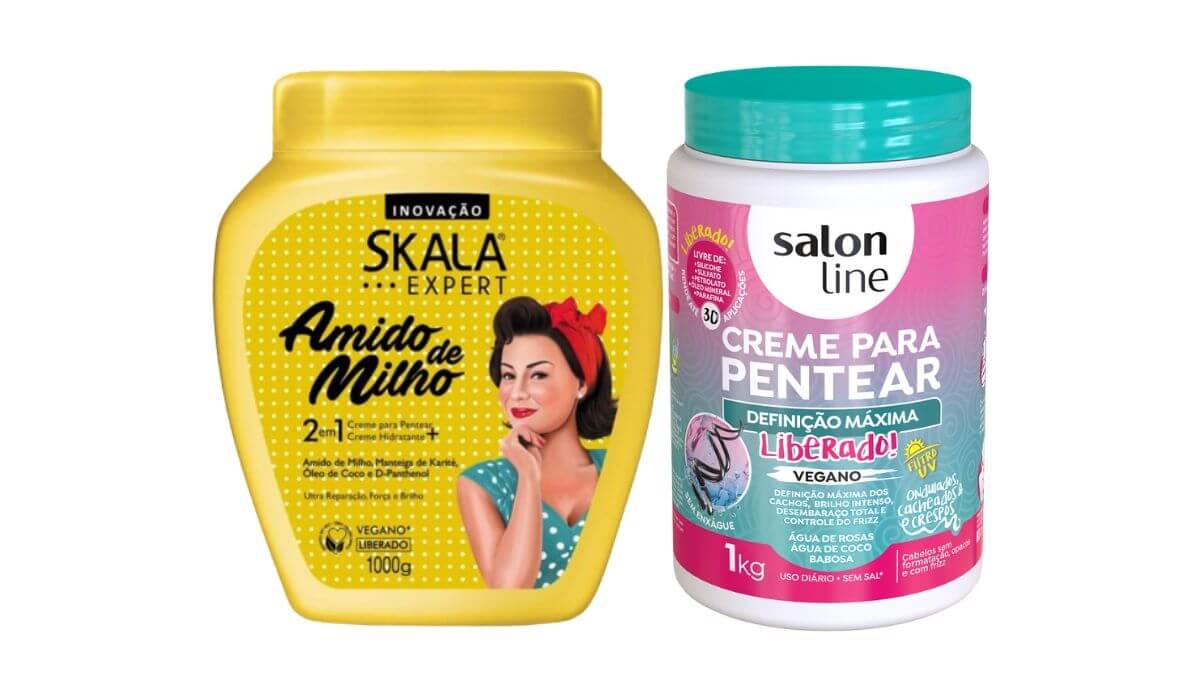 INOVAÇÃO
SKALA®
EXPERT
Amido
de
Milho
2em1 Creme para Pentear
Creme Hidratante +
Amido de Milho, Manteiga de Karité,
Óleo de Coco e D-Panthenol
Ultra Reparação, Força e Brilho
VEGANO*
LIBERADO
1000g
salon
line
Liberado!
LIVRE DE:
•SILICONE
•SULFATO
•PETROLATO
•ÓLEO MINERAL
•PARAFINA
RENDE ATÉ 30 APLICAÇÕES
CREME PARA
PENTEAR
DEFINIÇÃO MÁXIMA
LIBERADO!
VEGANO
FILTRO
UV
DEFINIÇÃO MÁXIMA DOS
CACHOS, BRILHO INTENSO,
DESEMBARAÇO TOTAL E
CONTROLE DO FRIZZ
SEM ENXÁGUE
ONDULADOS,
CACHEADOS
E CRESPOS
ÁGUA DE ROSAS
ÁGUA DE COCO
BABOSA
1kg
USO DIÁRIO • SEM SAL*
Cabelos sem
formatação, opacos
e com frizz